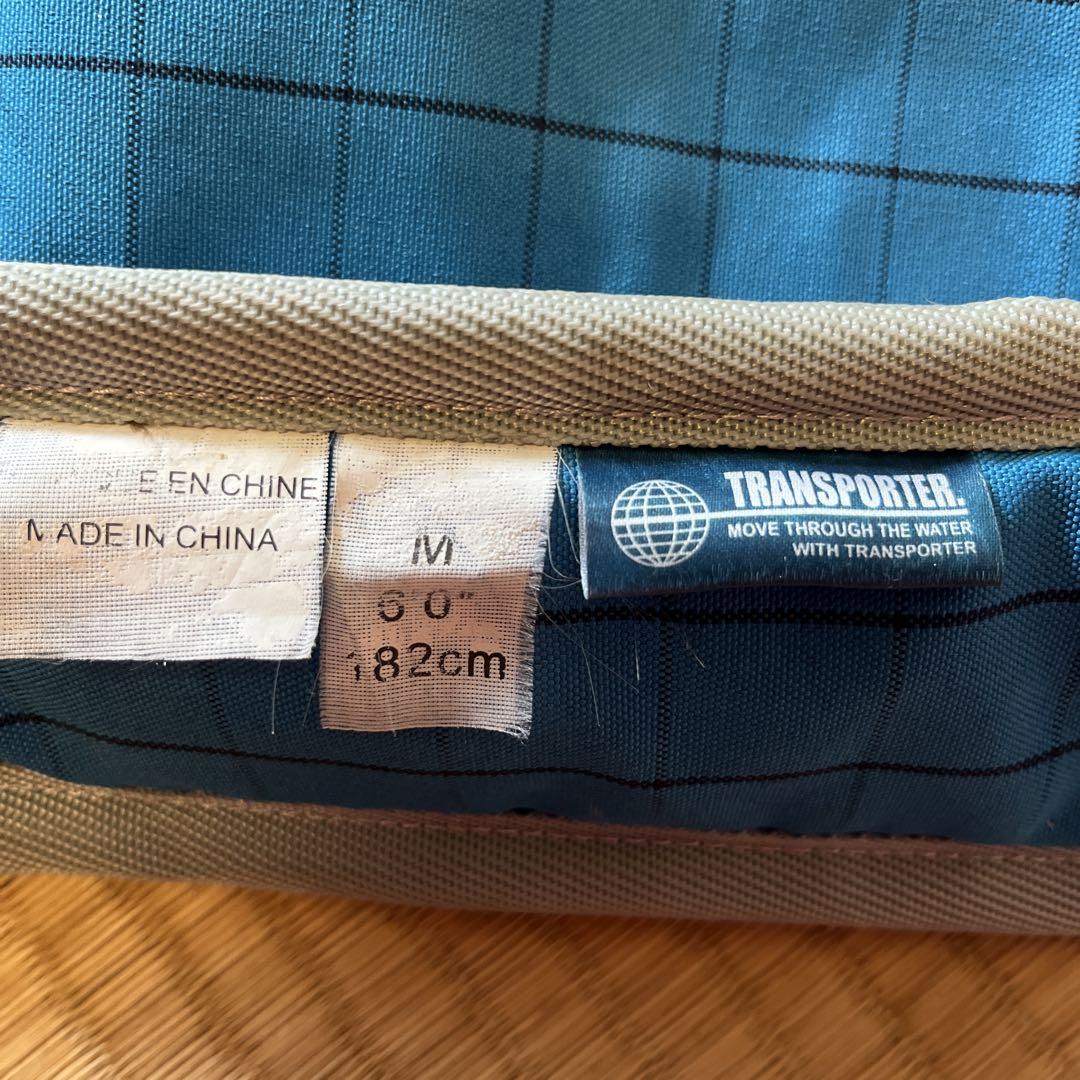 EN CHINE
MADE IN CHINA
M
6'0"
182cm
TRANSPORTER.
MOVE THROUGH THE WATER
WITH TRANSPORTER